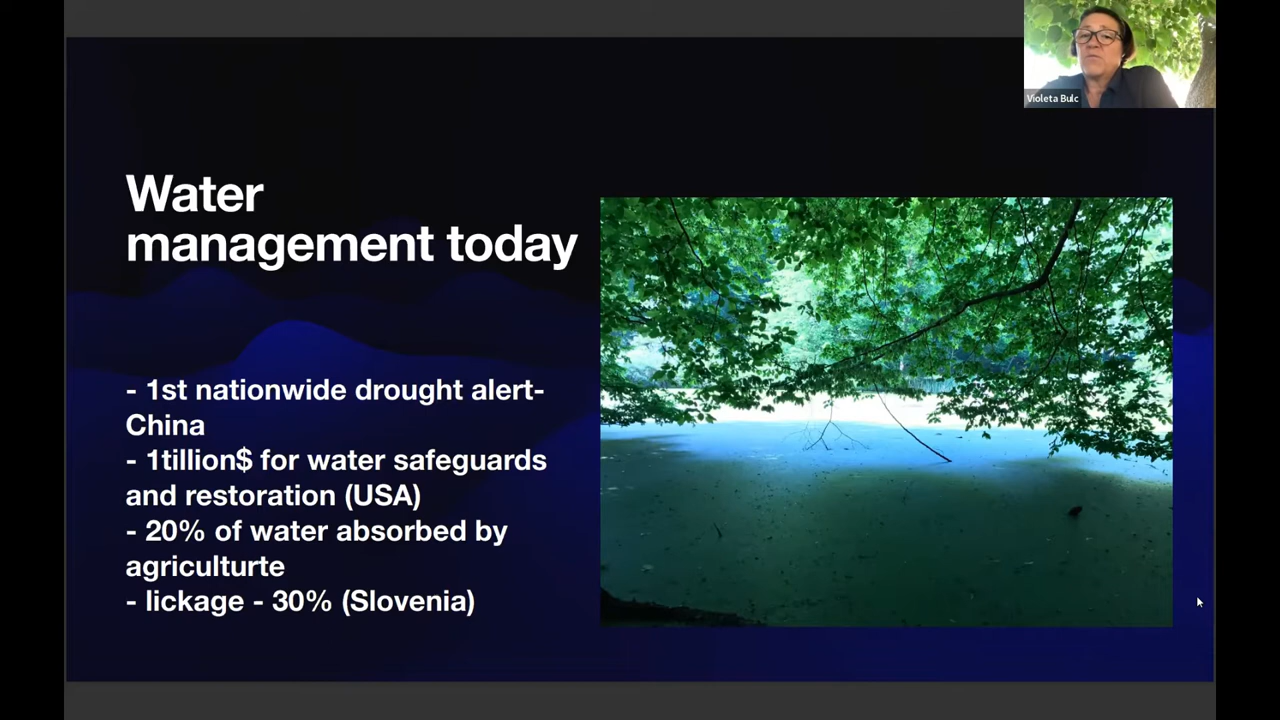 Violeta Bulc
Water
management today
- 1st nationwide drought alert-
China
- 1tillion$ for water safeguards
and restoration (USA)
- 20% of water absorbed by
agriculturte
- lickage - 30% (Slovenia)